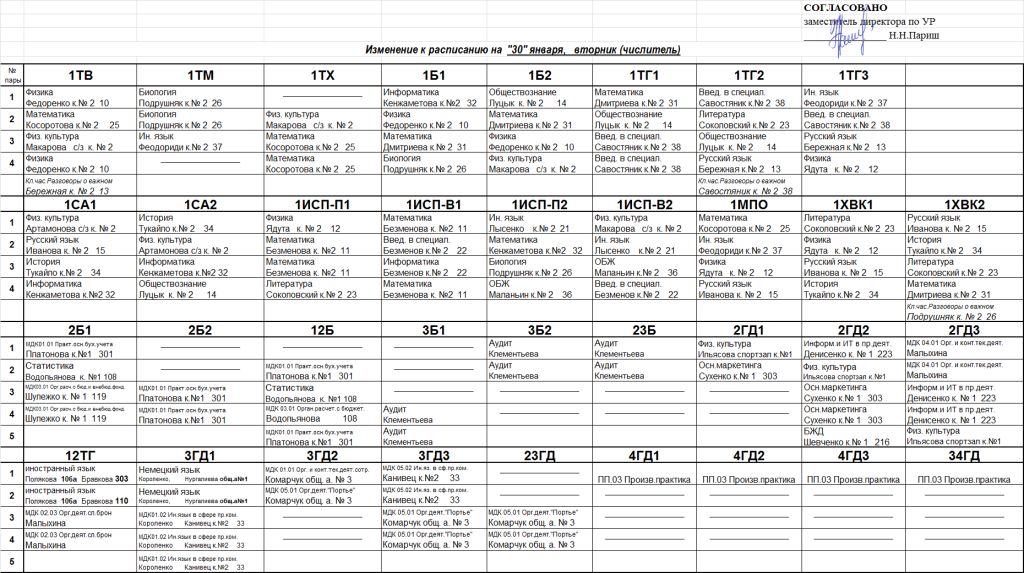 СОГЛАСОВАНО
заместитель директора по УР
Н.Н.Париш
Изменение к расписанию на "30" января, вторник (числитель)
№ пары 1ТВ 1ТМ 1ТХ 1Б1 1Б2 1ТГ1 1ТГ2 1ТГ3
1 Физика Биология Информатика Обществознание Математика Введ. в специал. Ин. язык
Федоренко к.№ 2 10 Подрушняк к.№ 2 26 Кенжаметова к.№2 32 Луцык к. № 2 14 Дмитриева к.№ 2 31 Савостяник к.№ 2 38 Феодориди к.№ 2 37
2 Математика Биология Физ. культура Физика Математика Обществознание Литература Введ. в специал.
Косоротова к.№ 2 25 Подрушняк к.№ 2 26 Макарова с/з к. № 2 Федоренко к.№ 2 10 Дмитриева к.№ 2 31 Луцык к. № 2 14 Соколовский к.№ 2 23 Савостяник к.№ 2 38
3 Физ. культура Ин. язык Математика Математика Физика Введ. в специал. Обществознание Русский язык
Макарова с/з к. № 2 Феодориди к.№ 2 37 Косоротова к.№ 2 25 Дмитриева к.№ 2 31 Федоренко к.№ 2 10 Савостяник к.№ 2 38 Луцык к. № 2 14 Бережная к.№ 2 13
4 Физика Математика Биология Физ. культура Введ. в специал. Русский язык Физика
Федоренко к.№ 2 10 Косоротова к.№ 2 25 Подрушняк к.№ 2 26 Макарова с/з к. № 2 Савостяник к.№ 2 38 Бережная к.№ 2 13 Ядута к. № 2 12
Кл.час.Разговоры о важном Кл.час.Разговоры о важном
Бережная к. № 2 13 Савостяник к. № 2 38
1СА1 1СА2 1ИСП-П1 1ИСП-В1 1ИСП-П2 1ИСП-В2 1МПО 1ХВК1 1ХВК2
1 Физ. культура История Физика Математика Ин. язык Физ. культура Математика Литература Русский язык
Артамонова с/з к. № 2 Тукайпо к.№ 2 34 Ядута к. № 2 12 Безменова к.№ 2 11 Лысенко к.№ 2 21 Макарова с/з к. № 2 Косоротова к.№ 2 25 Соколовский к.№ 2 23 Иванова к. № 2 15
2 Русский язык Физ. культура Математика Введ. в специал. Математика Ин. язык Ин. язык Физика История
Иванова к. № 2 15 Артамонова с/з к. № 2 Безменова к.№ 2 11 Безменов к.№ 2 22 Кенжаметова к.№2 32 Лысенко к.№ 2 21 Феодориди к.№ 2 37 Ядута к. № 2 12 Тукайпо к.№ 2 34
3 История Информатика Математика Информатика Биология ОБЖ Физика Русский язык Литература
Тукайпо к.№ 2 34 Кенжаметова к.№2 32 Безменова к.№ 2 11 Безменов к.№ 2 22 Подрушняк к.№ 2 26 Маланьин к.№ 2 36 Ядута к. № 2 12 Иванова к.№ 2 15 Соколовский к.№ 2 23
4 Информатика Обществознание Литература Математика ОБЖ Введ. в специал. Русский язык История Математика
Кенжаметова к.№2 32 Луцык к. № 2 14 Соколовский к.№ 2 23 Безменова к.№ 2 11 Маланьин к.№ 2 36 Безменов к.№ 2 22 Иванова к. № 2 15 Тукайпо к.№ 2 34 Дмитриева к.№ 2 31
Кл.час.Разговоры о важном
Подрушняк к. № 2 26
2Б1 2Б2 12Б 3Б1 3Б2 23Б 2ГД1 2ГД2 2ГД3
1 МДК01.01 Практ.осн.бух.учета Аудит Аудит Физ. культура Информ и ИТ в пр.деят. МДК 04.01 Орг. и конт.тек.деят.
Платонова к.№1 301 Клементьева Клементьева Ильясова спортзал к.№1 Денисенко к. № 1 223 Малыхина
2 Статистика МДК01.01 Практ.осн.бух.учета Аудит Аудит Осн.маркетинга Физ. культура МДК 04.01 Орг. и конт.тек.деят.
Водопьянова к. №1 108 Платонова к.№1 301 Клементьева Клементьева Сухенко к.№ 1 303 Ильясова спортзал к.№1 Малыхина
3 МДК03.01 Орг.расч.с бюд.и внебюд.фонд. МДК01.01 Практ.осн.бух.учета Статистика Осн.маркетинга Информ.и ИТ в пр.деят.
Шулежко к. № 1 119 Платонова к.№1 301 Водопьянова к. №1 108 Сухенко к.№ 1 303 Денисенко к. № 1 223
4 МДК03.01 Орг.расч.с бюд.и внебюд.фонд. МДК01.01 Практ.осн.бух.учета МДК 03.01 Орган.расчет.с бюджет. Аудит Осн.маркетинга Информ.и ИТ в пр.деят.
Шулежко к. № 1 119 Платонова к.№1 301 Водопьянова 108 Клементьева Сухенко к.№ 1 303 Денисенко к. № 1 223
5 МДК01.01 Практ.осн.бух.учета Аудит БЖД Физ. культура
Платонова к.№1 301 Клементьева Шевченко к.№ 1 216 Ильясова спортзал к.№1
12ТГ 3ГД1 3ГД2 3ГД3 23ГД 4ГД1 4ГД2 4ГД3 34ГД
1 иностранный язык Немецкий язык МДК 01.01 Орг. и конт.тек.деят.сотр. МДК 05.02 Ин.яз. в сф.пр.ком.
Полякова 106а Бравкова 303 Короленко, Нургалиева общ.а№1 Комарчук общ. а. № 3 Канивец к.№2 33 ПП.03 Произв.практика ПП.03 Произв.практика ПП.03 Произв.практика ПП.03 Произв.практика
2 иностранный язык Немецкий язык МДК 05.01 Орг.деят."Портье" МДК 05.02 Ин.яз. в сф.пр.ком.
Полякова 106а Бравкова 110 Короленко, Нургалиева общ.а№1 Комарчук общ. а. № 3 Канивец к.№2 33
3 МДК 02.03 Орг.деят.сл.брон МДК01.02 Ин.язык в сфере пр.ком. МДК 05.01 Орг.деят."Портье" МДК 05.01 Орг.деят."Портье"
Малыхина Короленко Канивец к.№2 33 Комарчук общ. а. № 3 Комарчук общ. а. № 3
4 МДК 02.03 Орг.деят.сл.брон МДК01.02 Ин.язык в сфере пр.ком. МДК 05.01 Орг.деят."Портье" МДК 05.01 Орг.деят."Портье"
Малыхина Короленко Канивец к.№2 33 Комарчук общ. а. № 3 Комарчук общ. а. № 3
5 МДК01.02 Ин.язык в сфере пр.ком.
Короленко Канивец к.№2 33